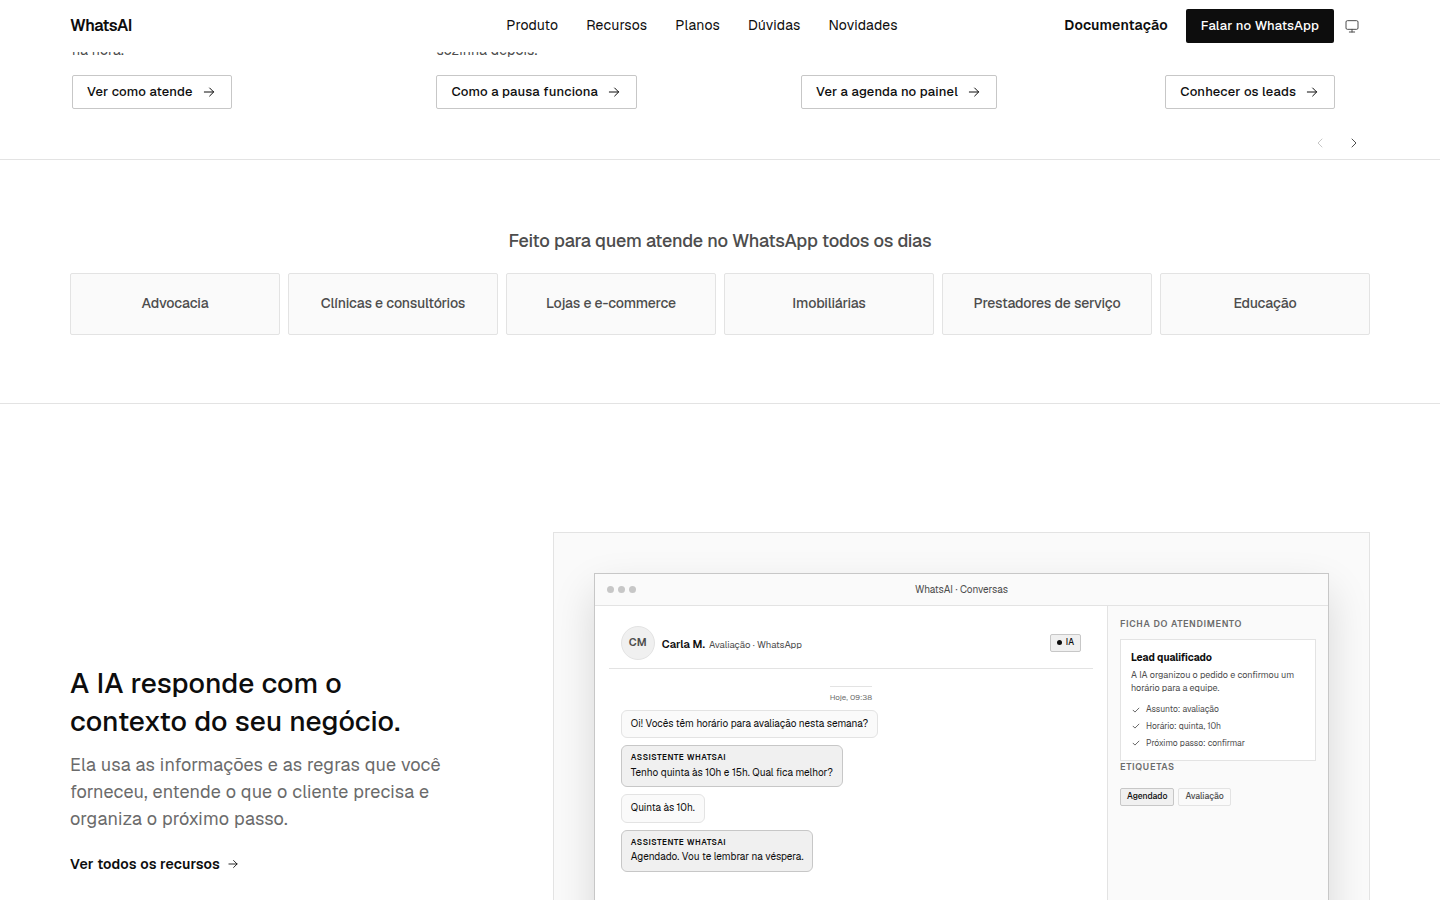 WhatsAI
Produto
Recursos
Planos
Dúvidas
Novidades
Documentação
Falar no WhatsApp
na hora.
sozinha depois.
Ver como atende
Como a pausa funciona
Ver a agenda no painel
Conhecer os leads
Feito para quem atende no WhatsApp todos os dias
Advocacia
Clínicas e consultórios
Lojas e e-commerce
Imobiliárias
Prestadores de serviço
Educação
A IA responde com o
contexto do seu negócio.
Ela usa as informações e as regras que você
forneceu, entende o que o cliente precisa e
organiza o próximo passo.
Ver todos os recursos
WhatsAI · Conversas
CM
Carla M. Avaliação · WhatsApp
IA
Hoje, 09:38
Oi! Vocês têm horário para avaliação nesta semana?
ASSISTENTE WHATSAI
Tenho quinta às 10h e 15h. Qual fica melhor?
Quinta às 10h.
ASSISTENTE WHATSAI
Agendado. Vou te lembrar na véspera.
FICHA DO ATENDIMENTO
Lead qualificado
A IA organizou o pedido e confirmou um
horário para a equipe.
Assunto: avaliação
Horário: quinta, 10h
Próximo passo: confirmar
ETIQUETAS
Agendado
Avaliação